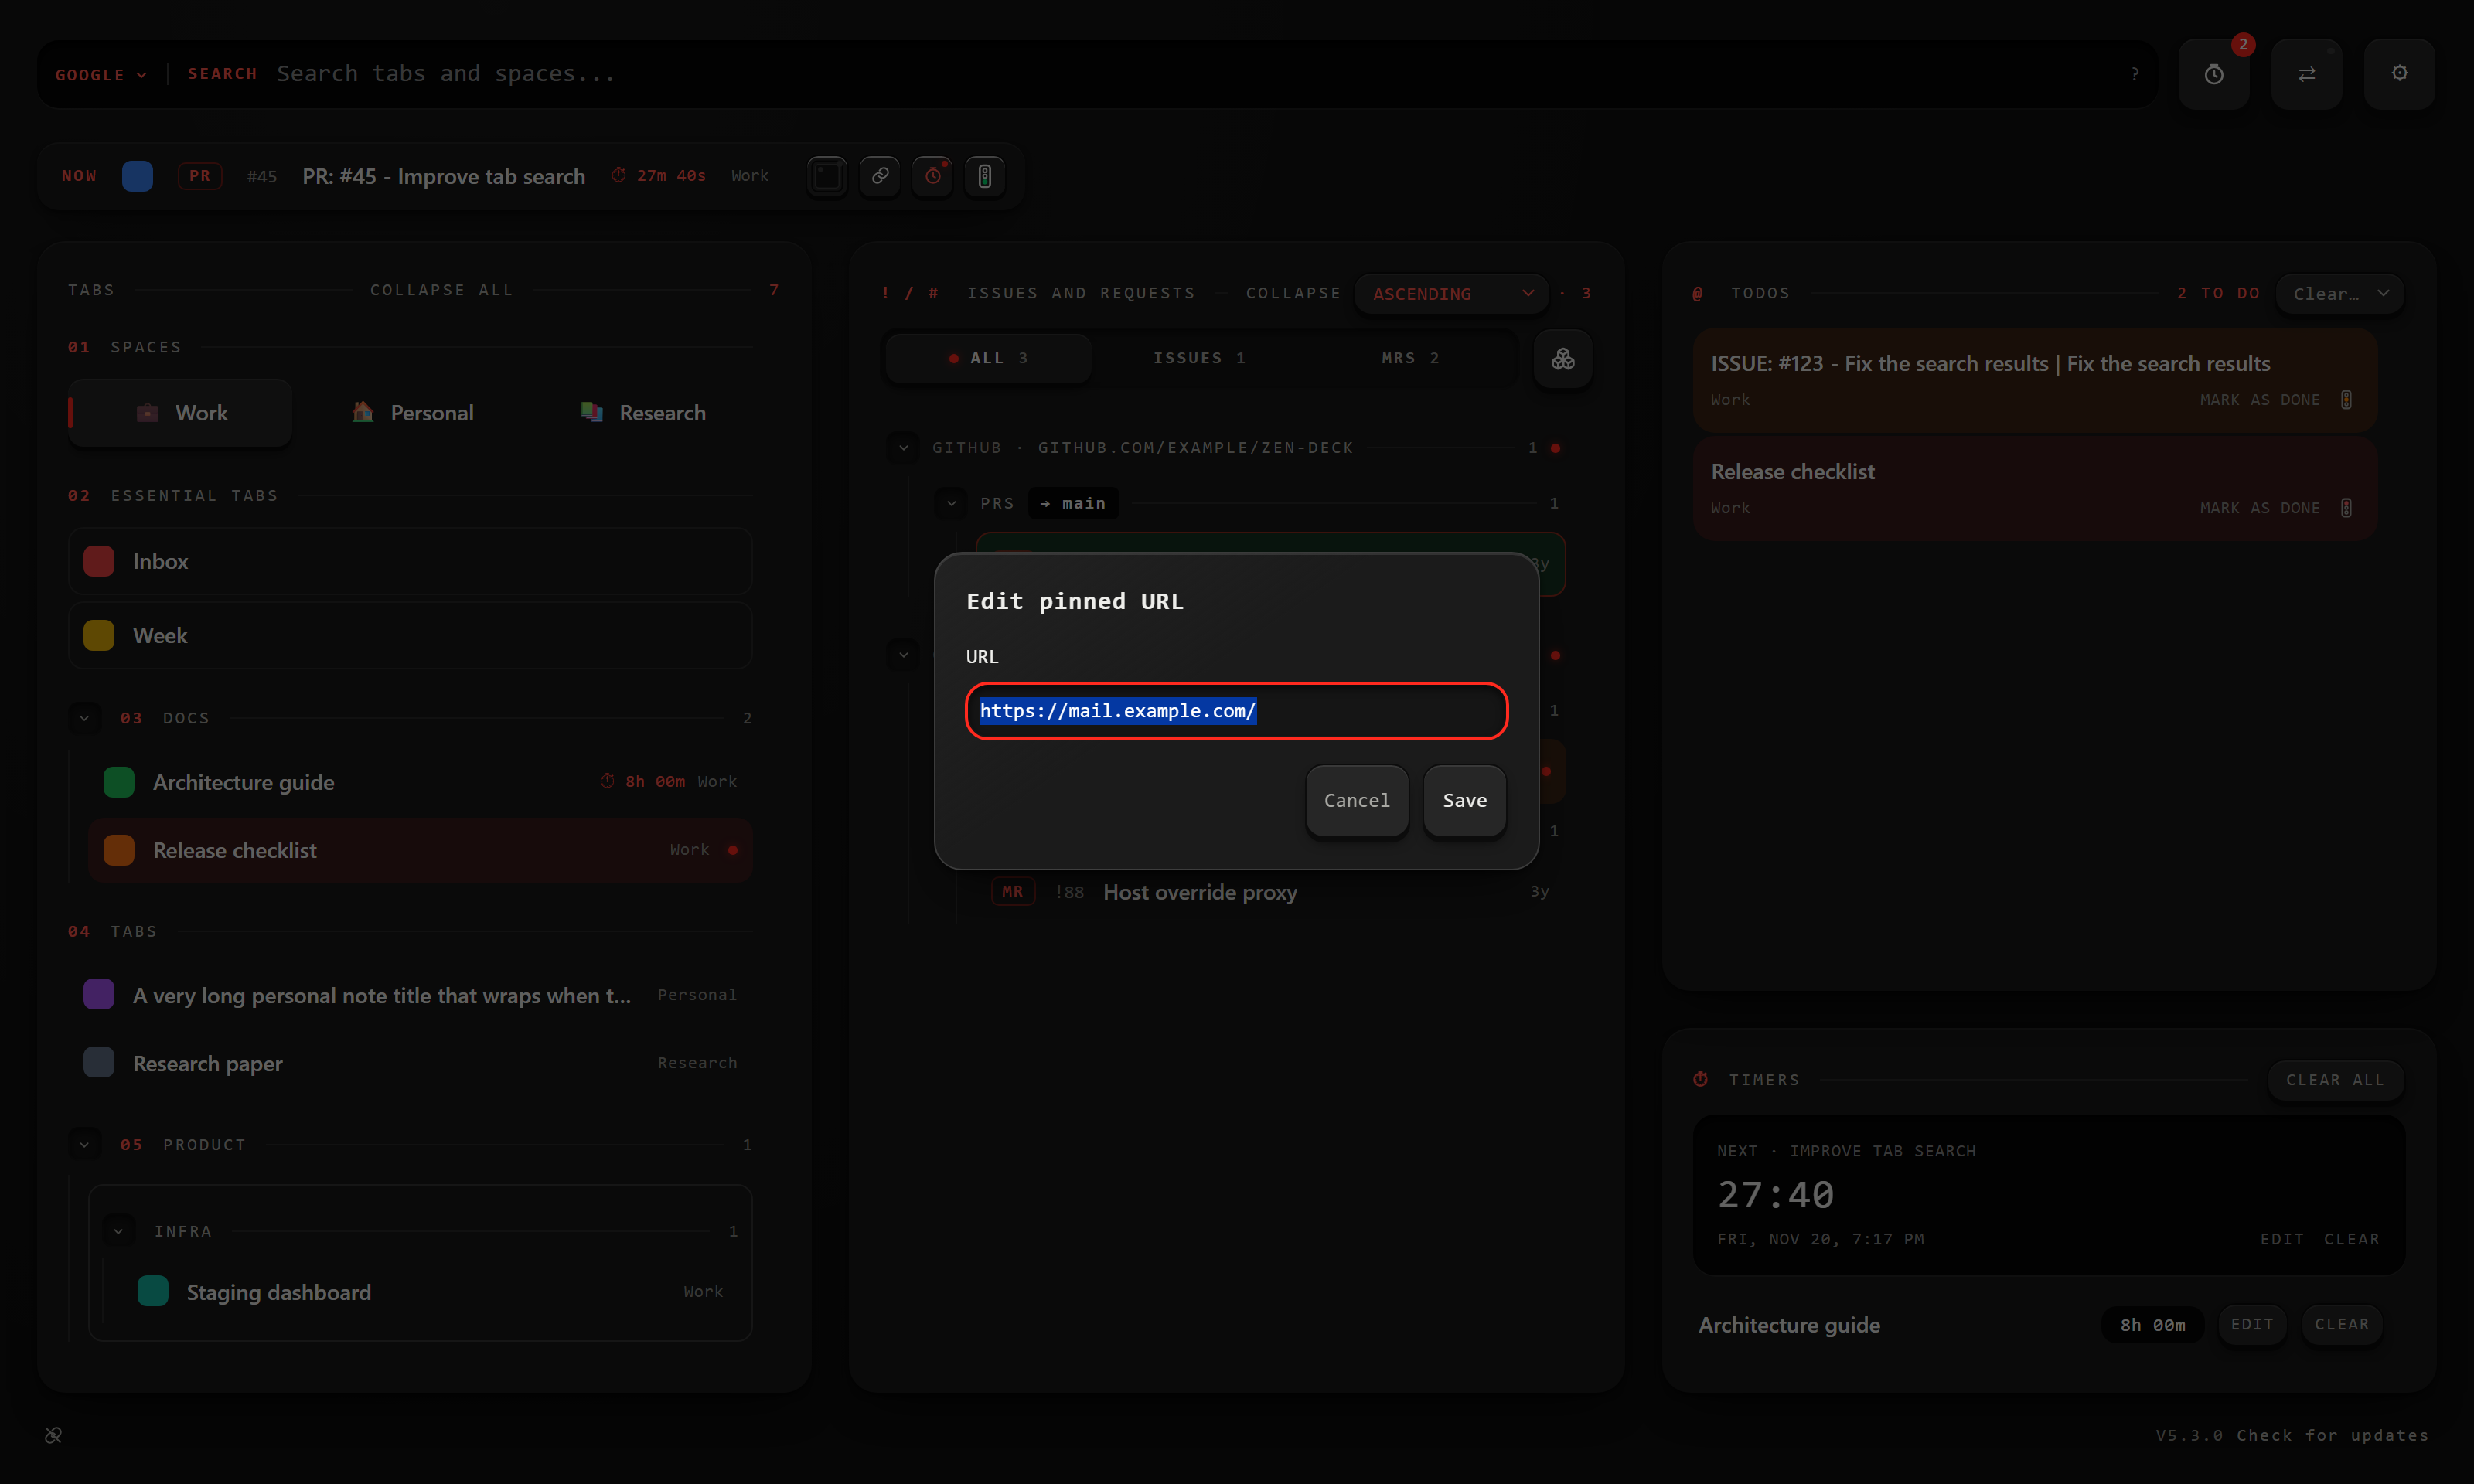 GOOGLE SEARCH Search tabs and spaces... ? 2
NOW PR #45 PR: #45 - Improve tab search 27m 40s Work
TABS COLLAPSE ALL 7
01 SPACES
Work Personal Research
02 ESSENTIAL TABS
Inbox
Week
03 DOCS 2
Architecture guide 8h 00m Work
Release checklist Work
04 TABS
A very long personal note title that wraps when t... Personal
Research paper Research
05 PRODUCT 1
INFRA 1
Staging dashboard Work
! / # ISSUES AND REQUESTS COLLAPSE ASCENDING · 3
ALL 3 ISSUES 1 MRS 2
GITHUB · GITHUB.COM/EXAMPLE/ZEN-DECK 1
PRS → main 1
3y
Edit pinned URL
URL
https://mail.example.com/
1
Cancel Save
1
MR !88 Host override proxy 3y
@ TODOS 2 TO DO Clear…
ISSUE: #123 - Fix the search results | Fix the search results
Work MARK AS DONE
Release checklist
Work MARK AS DONE
TIMERS CLEAR ALL
NEXT · IMPROVE TAB SEARCH
27:40
FRI, NOV 20, 7:17 PM EDIT CLEAR
Architecture guide 8h 00m EDIT CLEAR
V5.3.0 Check for updates